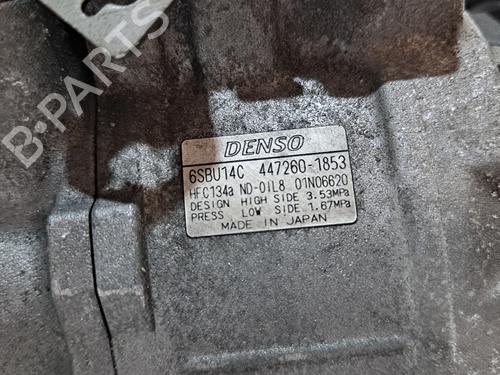 B-PARTS
DENSO
6SBU14C 447260-1853
HFC134a ND-OIL8 01N06620
DESIGN HIGH SIDE 3.53MPa
PRESS LOW SIDE 1.67MPa
MADE IN JAPAN